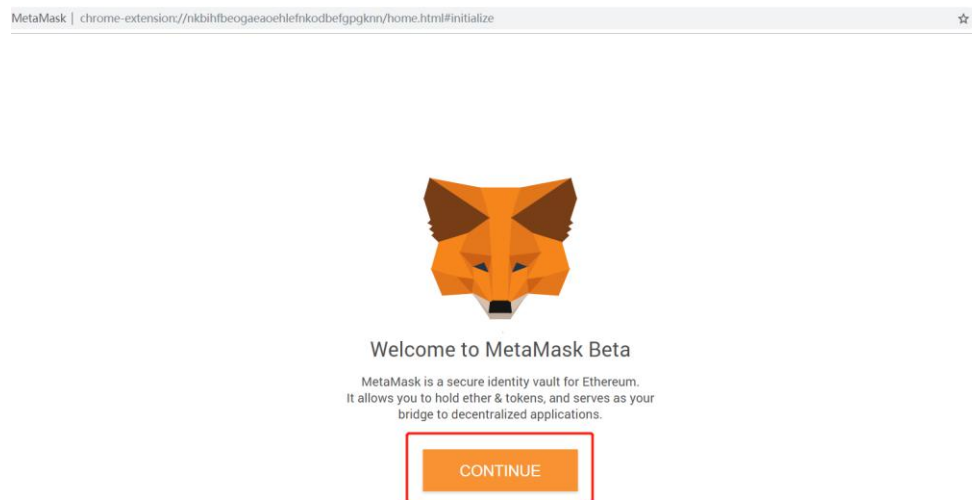 MetaMask | chrome-extension://nkbihfbeogaeaoehlefnkodbefgpgknn/home.html#initialize
Welcome to MetaMask Beta
MetaMask is a secure identity vault for Ethereum.
It allows you to hold ether & tokens, and serves as your
bridge to decentralized applications.
CONTINUE